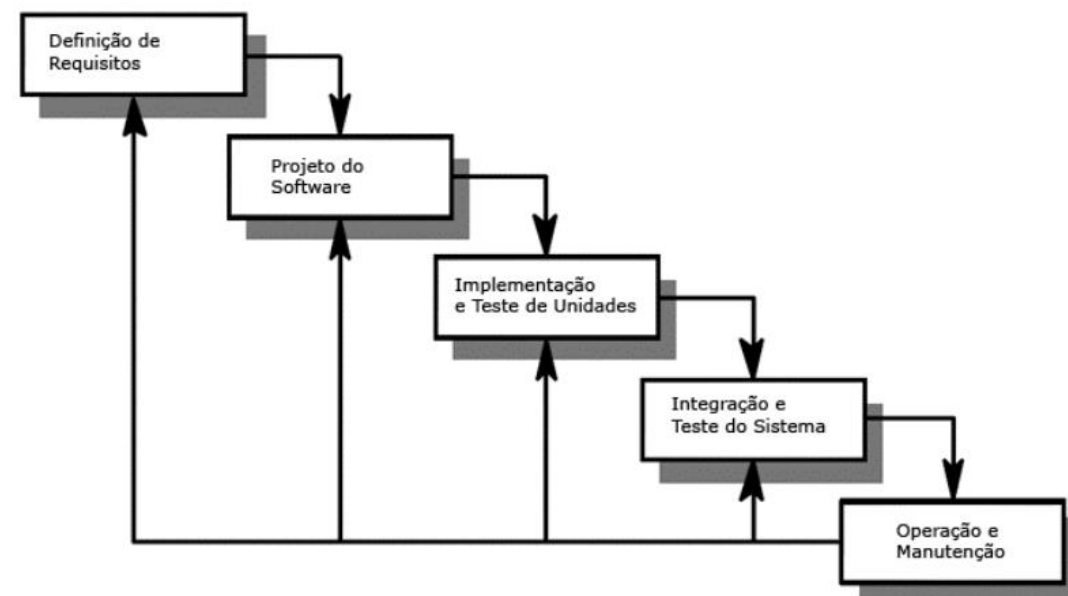 Definição de
Requisitos
Projeto do
Software
Implementação
e Teste de Unidades
Integração e
Teste do Sistema
Operação e
Manutenção